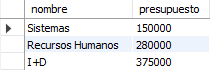 nombre presupuesto
Sistemas 150000
Recursos Humanos 280000
I+D 375000